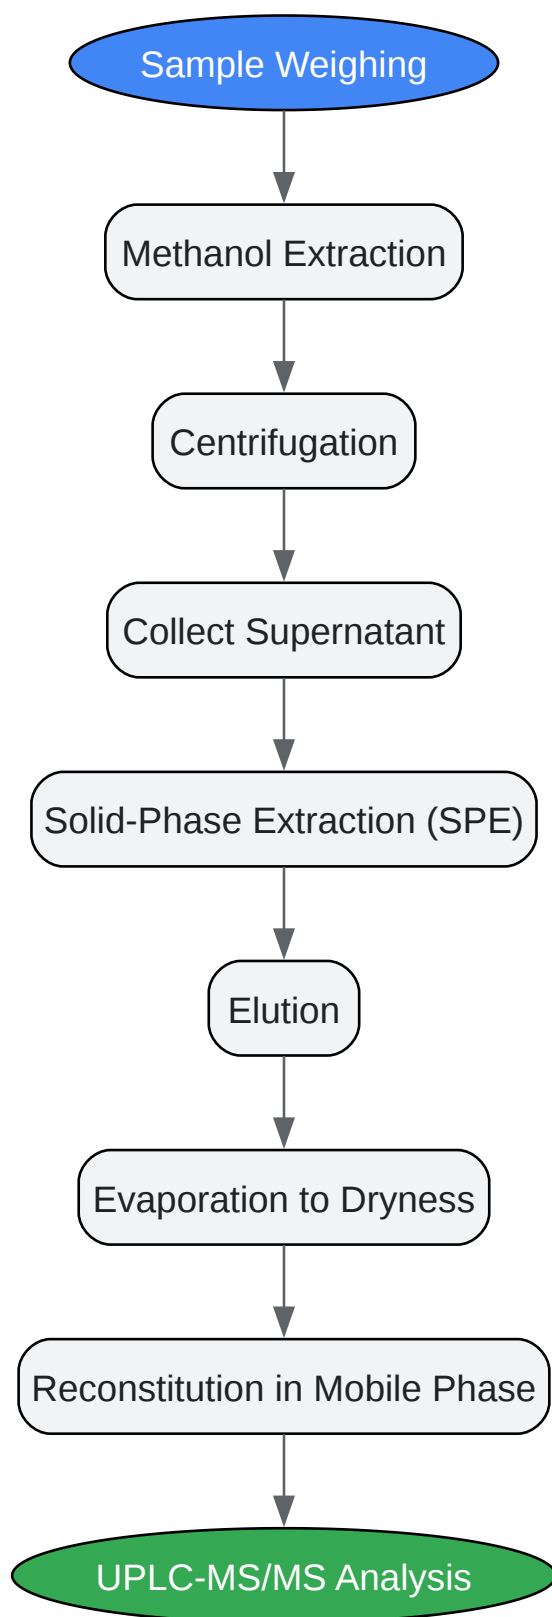 Sample Weighing
Methanol Extraction
Centrifugation
Collect Supernatant
Solid-Phase Extraction (SPE)
Elution
Evaporation to Dryness
Reconstitution in Mobile Phase
UPLC-MS/MS Analysis